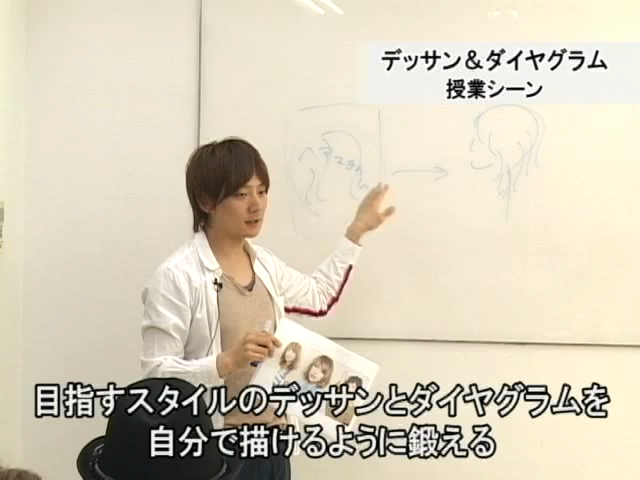 デッサン＆ダイヤグラム
授業シーン
目指すスタイルのデッサンとダイヤグラムを
自分で描けるように鍛える